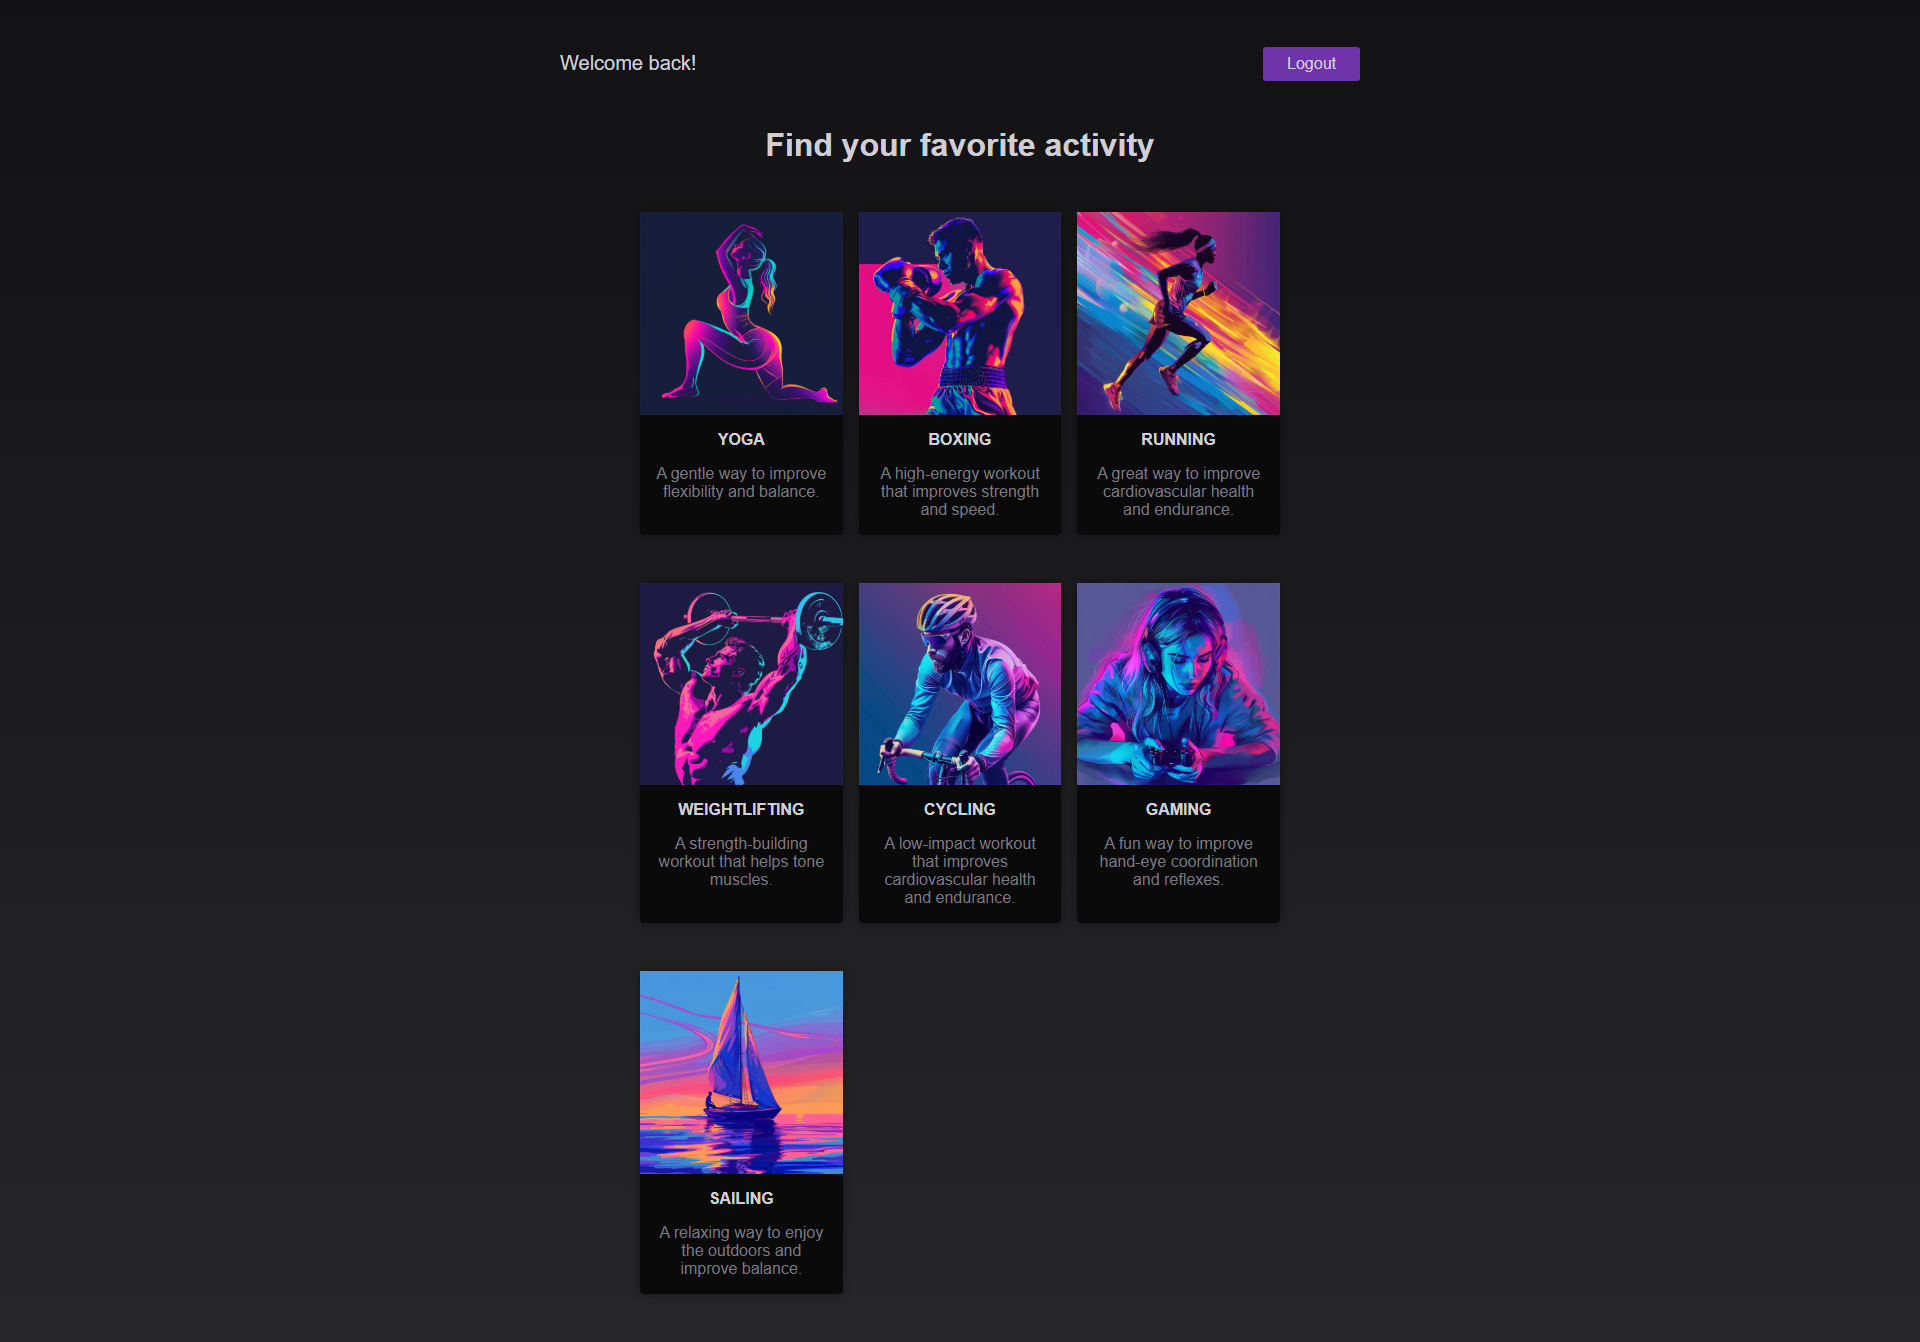 Welcome back!
Logout
Find your favorite activity
YOGA
A gentle way to improve
flexibility and balance.
BOXING
A high-energy workout
that improves strength
and speed.
RUNNING
A great way to improve
cardiovascular health
and endurance.
WEIGHTLIFTING
A strength-building
workout that helps tone
muscles.
CYCLING
A low-impact workout
that improves
cardiovascular health
and endurance.
GAMING
A fun way to improve
hand-eye coordination
and reflexes.
SAILING
A relaxing way to enjoy
the outdoors and
improve balance.